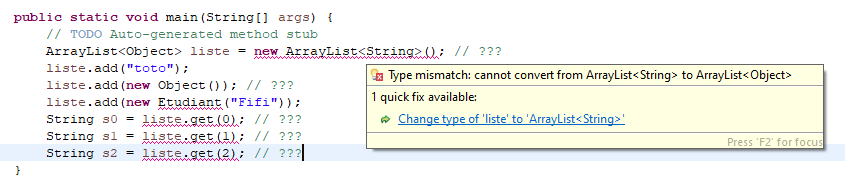 public static void main(String[] args) {
// TODO Auto-generated method stub
ArrayList<Object> liste = new ArrayList<String>(); // ???
liste.add("toto");
liste.add(new Object()); // ???
liste.add(new Etudiant("Fifi"));
String s0 = liste.get(0); // ???
String s1 = liste.get(1); // ???
String s2 = liste.get(2); // ???
}
Type mismatch: cannot convert from ArrayList<String> to ArrayList<Object>
1 quick fix available:
Change type of 'liste' to 'ArrayList<String>'
Press 'F2' for focus